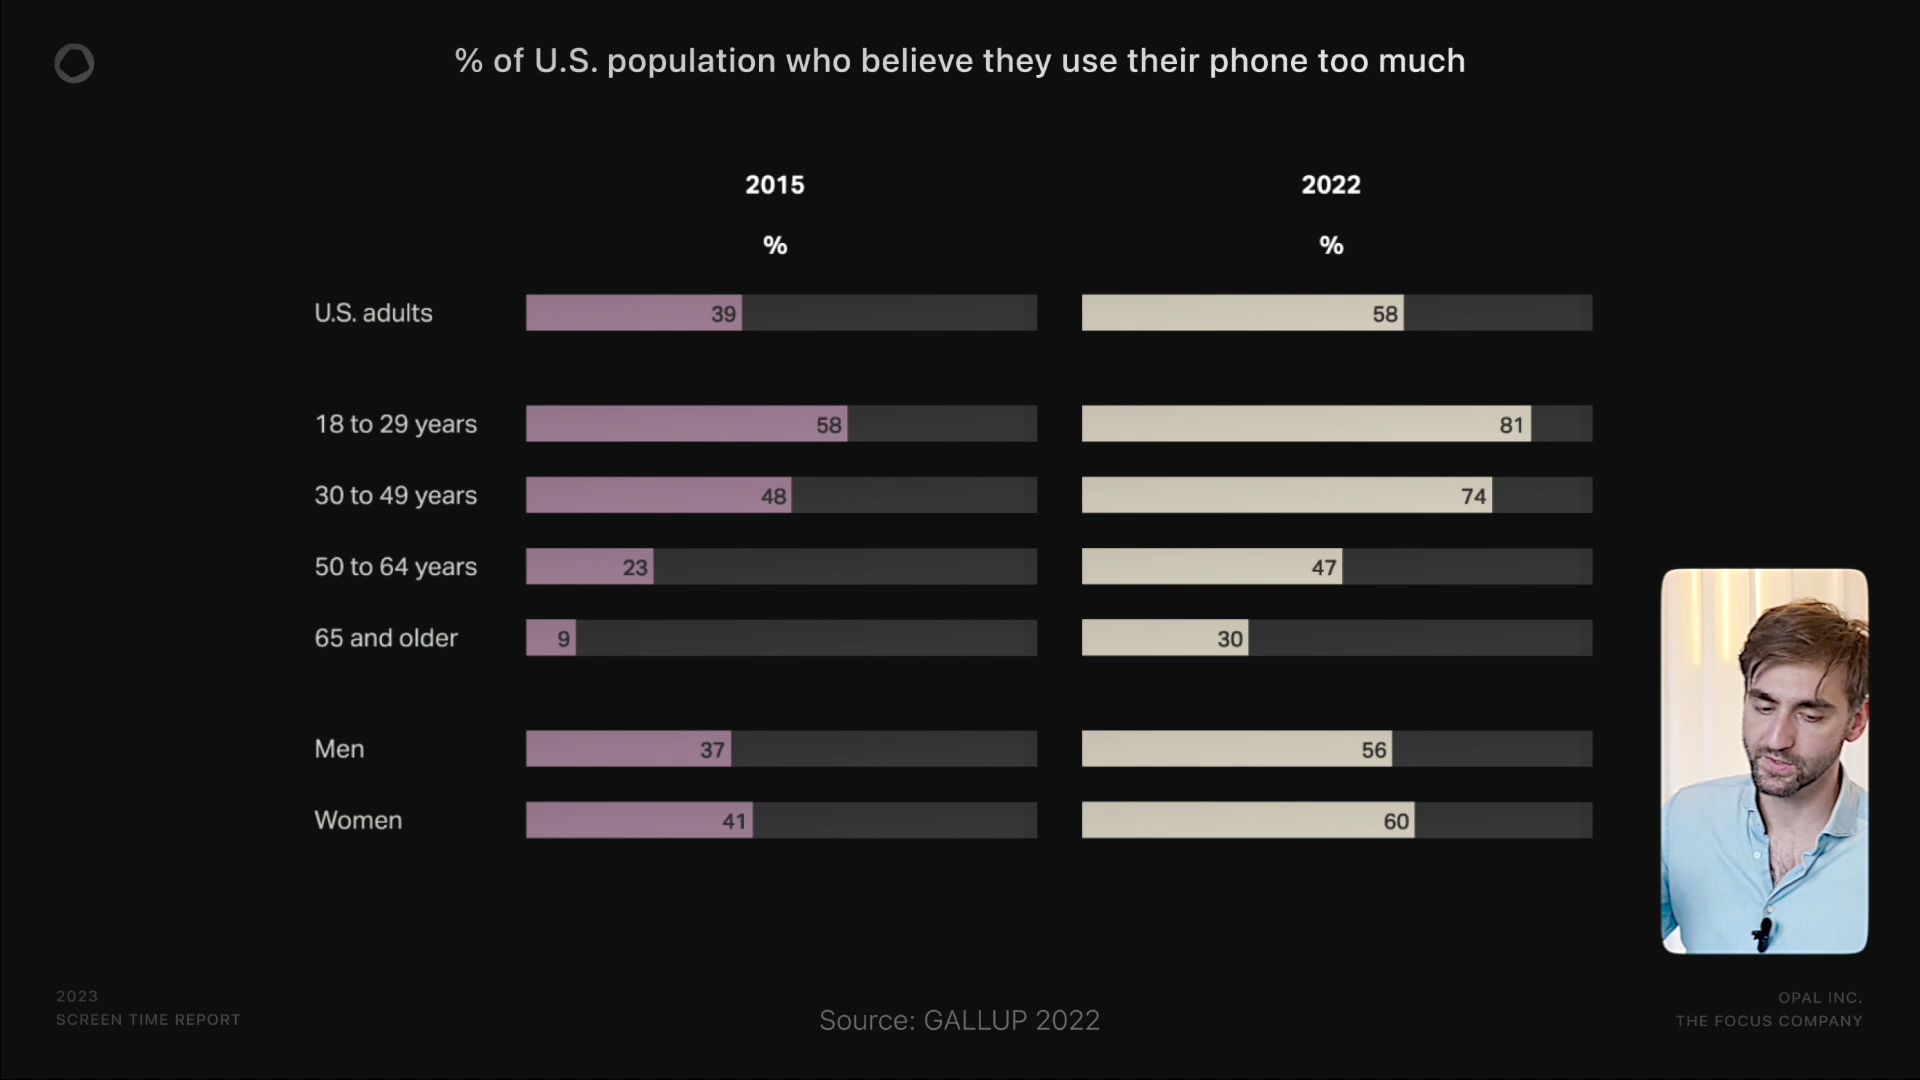 % of U.S. population who believe they use their phone too much
2015 2022
% %
U.S. adults 39 58
18 to 29 years 58 81
30 to 49 years 48 74
50 to 64 years 23 47
65 and older 9 30
Men 37 56
Women 41 60
2023
SCREEN TIME REPORT
Source: GALLUP 2022
OPAL INC.
THE FOCUS COMPANY